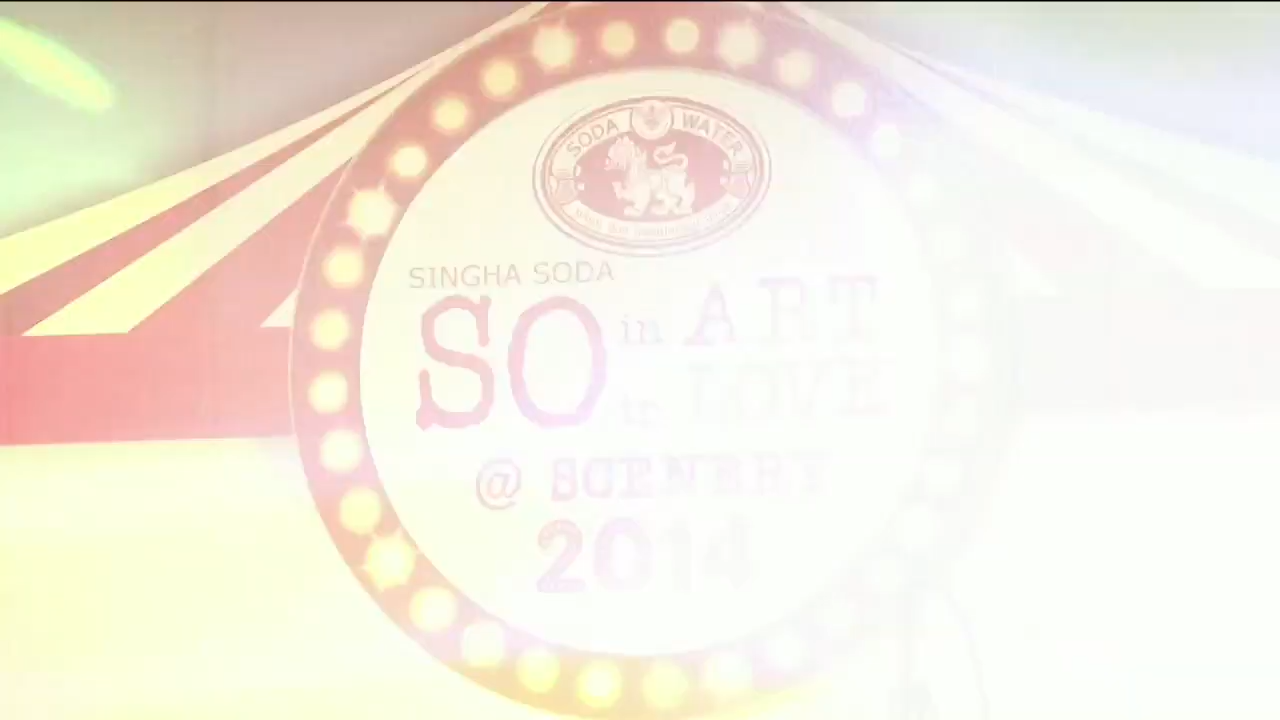 SODA WATER
SINGHA SODA
SO in ART
in LOVE
@ SCENERY
2014